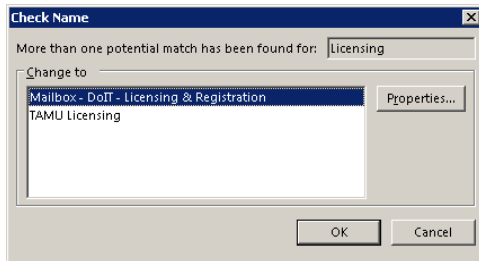 Check Name
More than one potential match has been found for: Licensing
Change to
Mailbox - DoIT - Licensing & Registration
Properties...
TAMU Licensing
OK Cancel